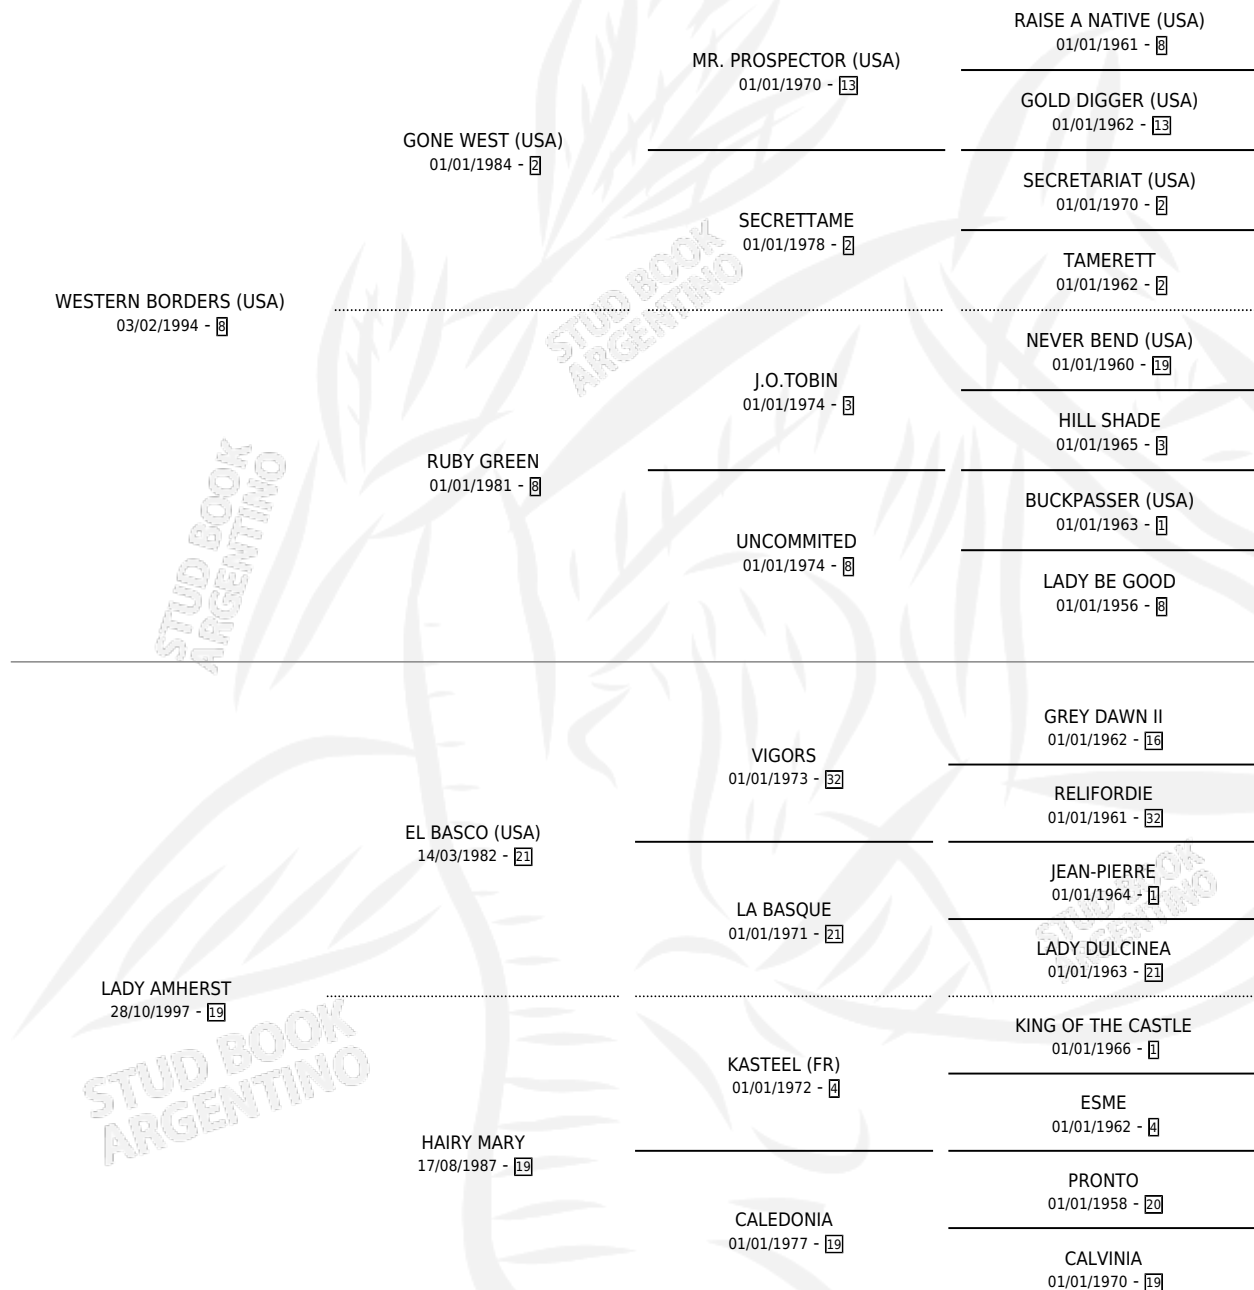 RAISE A NATIVE (USA)
01/01/1961 - 8
MR. PROSPECTOR (USA)
01/01/1970 - 13
GOLD DIGGER (USA)
01/01/1962 - 13
GONE WEST (USA)
01/01/1984 - 2
SECRETARIAT (USA)
01/01/1970 - 2
SECRETTAME
01/01/1978 - 2
TAMERETT
01/01/1962 - 2
WESTERN BORDERS (USA)
03/02/1994 - 8
NEVER BEND (USA)
01/01/1960 - 19
J.O.TOBIN
01/01/1974 - 3
HILL SHADE
01/01/1965 - 3
RUBY GREEN
01/01/1981 - 8
BUCKPASSER (USA)
01/01/1963 - 1
UNCOMMITED
01/01/1974 - 8
LADY BE GOOD
01/01/1956 - 8
GREY DAWN II
01/01/1962 - 16
VIGORS
01/01/1973 - 32
RELIFORDIE
01/01/1961 - 32
EL BASCO (USA)
14/03/1982 - 21
JEAN-PIERRE
01/01/1964 - 1
LA BASQUE
01/01/1971 - 21
LADY DULCINEA
01/01/1963 - 21
LADY AMHERST
28/10/1997 - 19
KING OF THE CASTLE
01/01/1966 - 1
KASTEEL (FR)
01/01/1972 - 4
ESME
01/01/1962 - 4
HAIRY MARY
17/08/1987 - 19
PRONTO
01/01/1958 - 20
CALEDONIA
01/01/1977 - 19
CALVINIA
01/01/1970 - 19
STUD BOOK
ARGENTINO
STUD BOOK
ARGENTINO
STUD BOOK
ARGENTINO
STUD BOOK
ARGENTINO